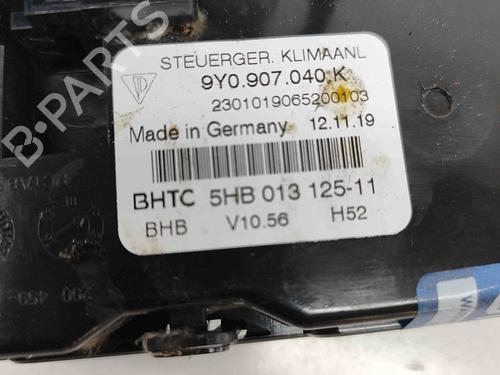 STEUERGER. KLIMAANL
9Y0.907.040.K
2301019065200103
Made in Germany 12.11.19
BHTC 5HB 013 125-11
BHB V10.56 H52
B-PARTS